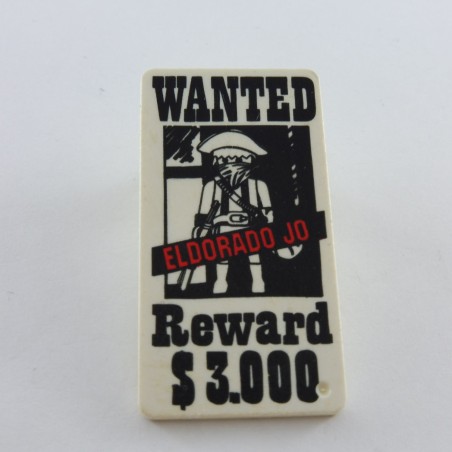 WANTED
ELDORADO JO
Reward
$ 3.000